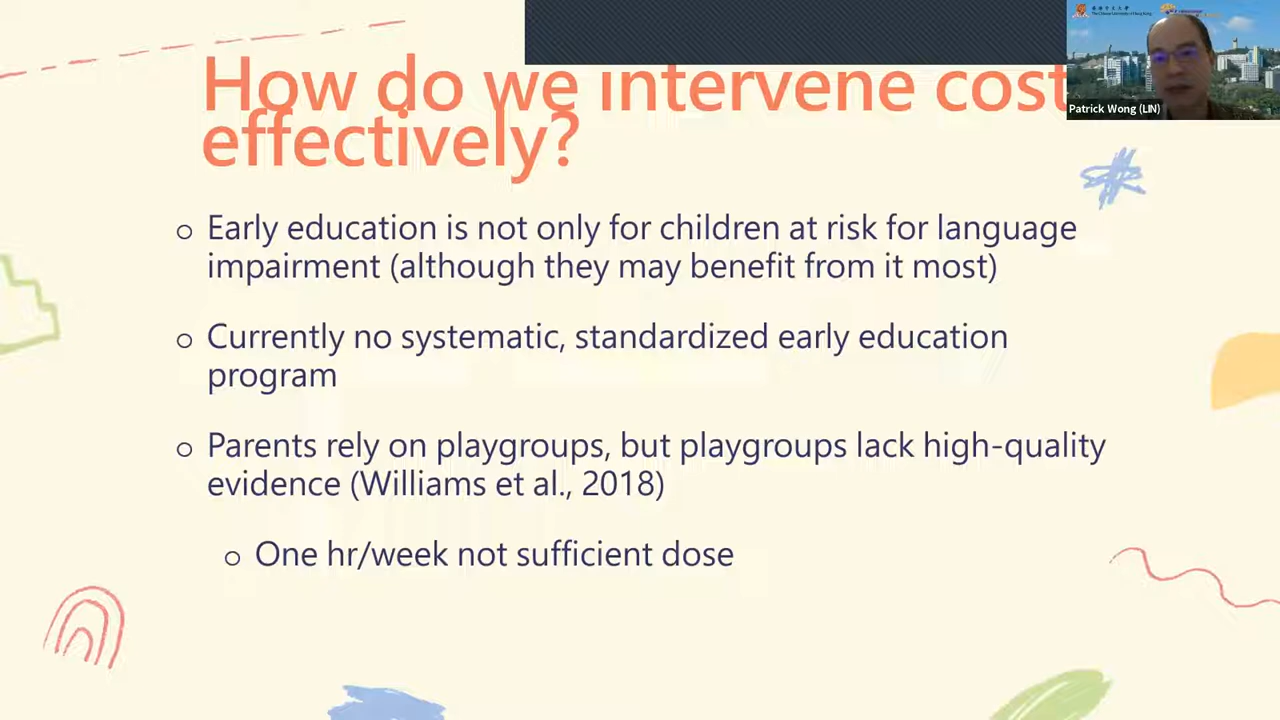 How do we intervene cost
effectively?
Early education is not only for children at risk for language
impairment (although they may benefit from it most)
Currently no systematic, standardized early education
program
Parents rely on playgroups, but playgroups lack high-quality
evidence (Williams et al., 2018)
One hr/week not sufficient dose
Patrick Wong (LIN)